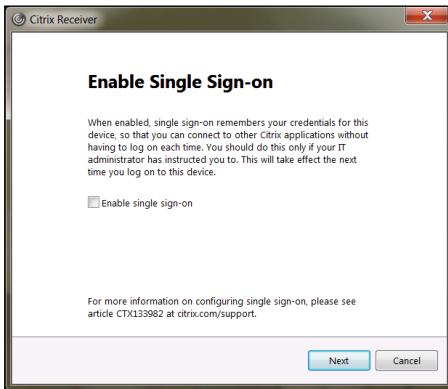 Citrix Receiver
Enable Single Sign-on
When enabled, single sign-on remembers your credentials for this
device, so that you can connect to other Citrix applications without
having to log on each time. You should do this only if your IT
administrator has instructed you to. This will take effect the next
time you log on to this device.
Enable single sign-on
For more information on configuring single sign-on, please see
article CTX133982 at citrix.com/support.
Next Cancel